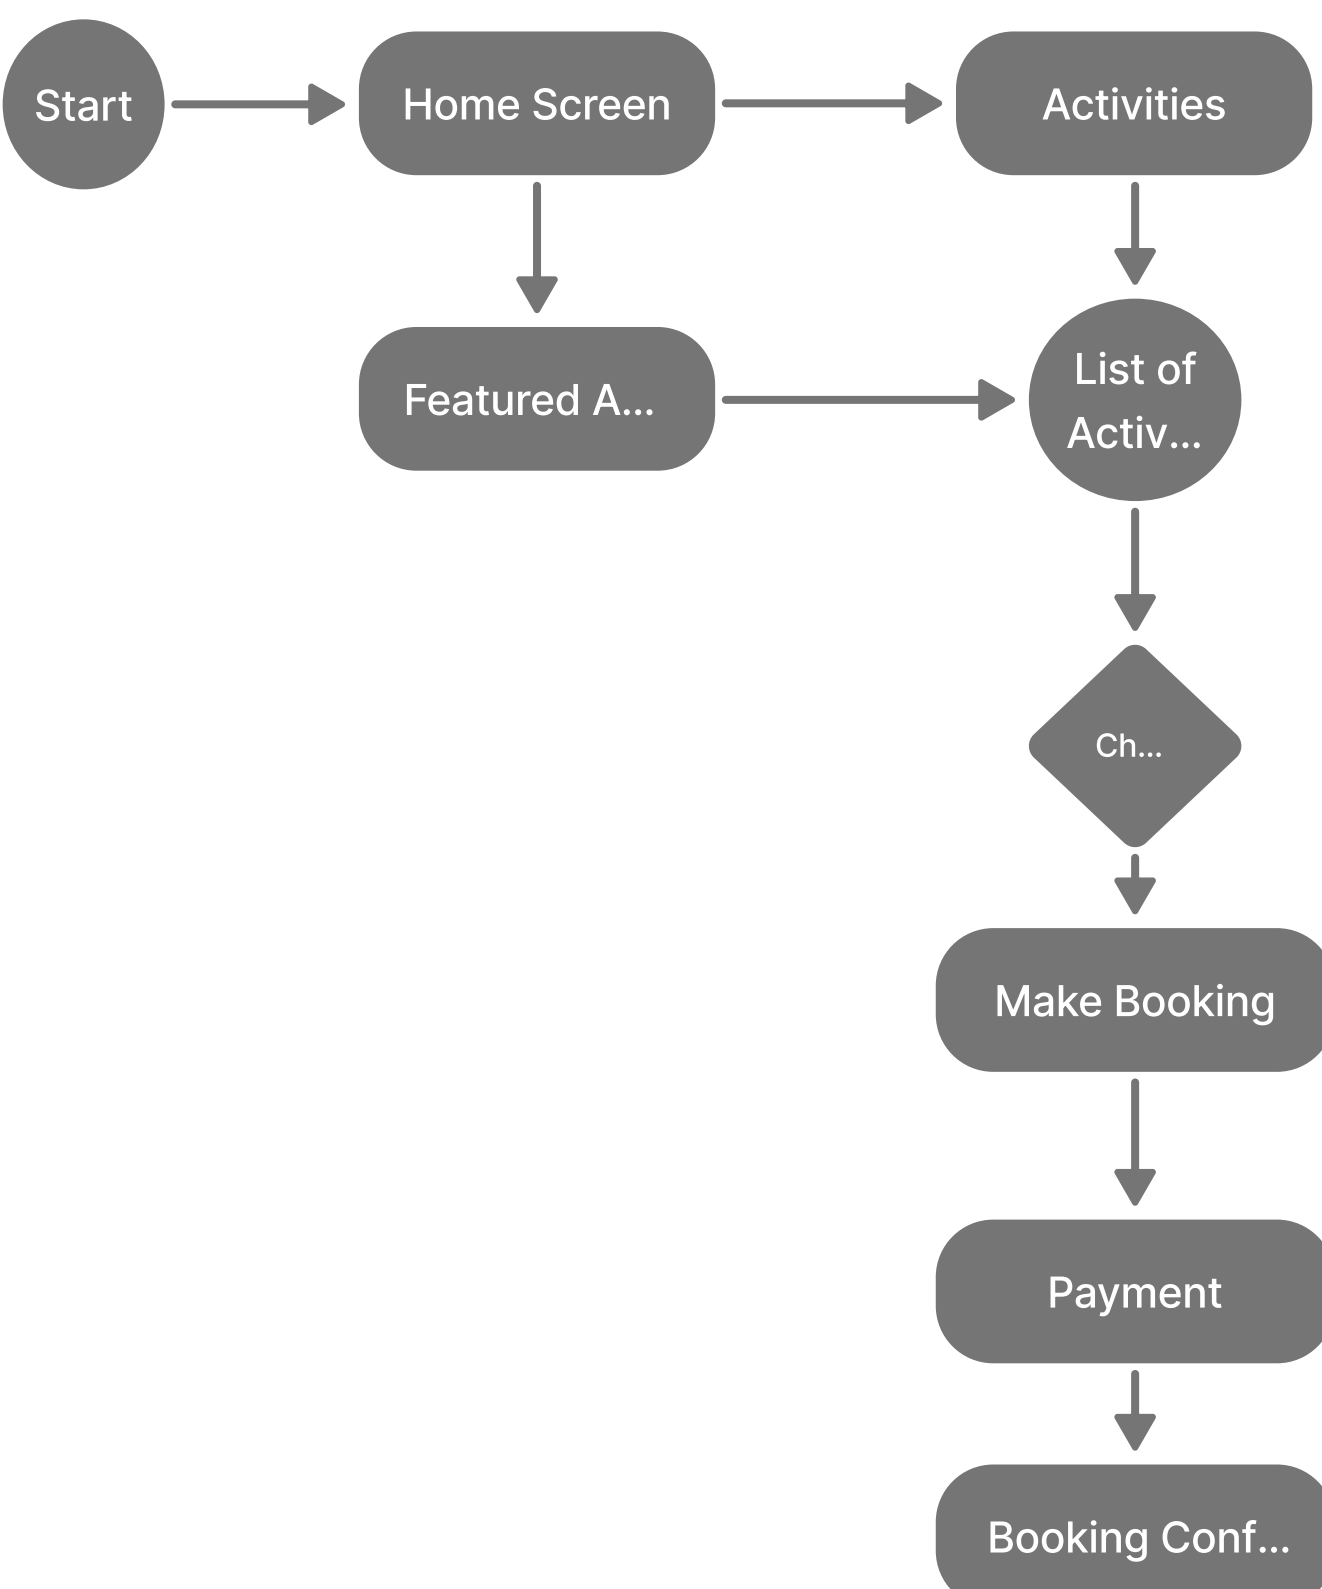 Start
Home Screen
Activities
Featured A...
List of
Activ...
Ch...
Make Booking
Payment
Booking Conf...